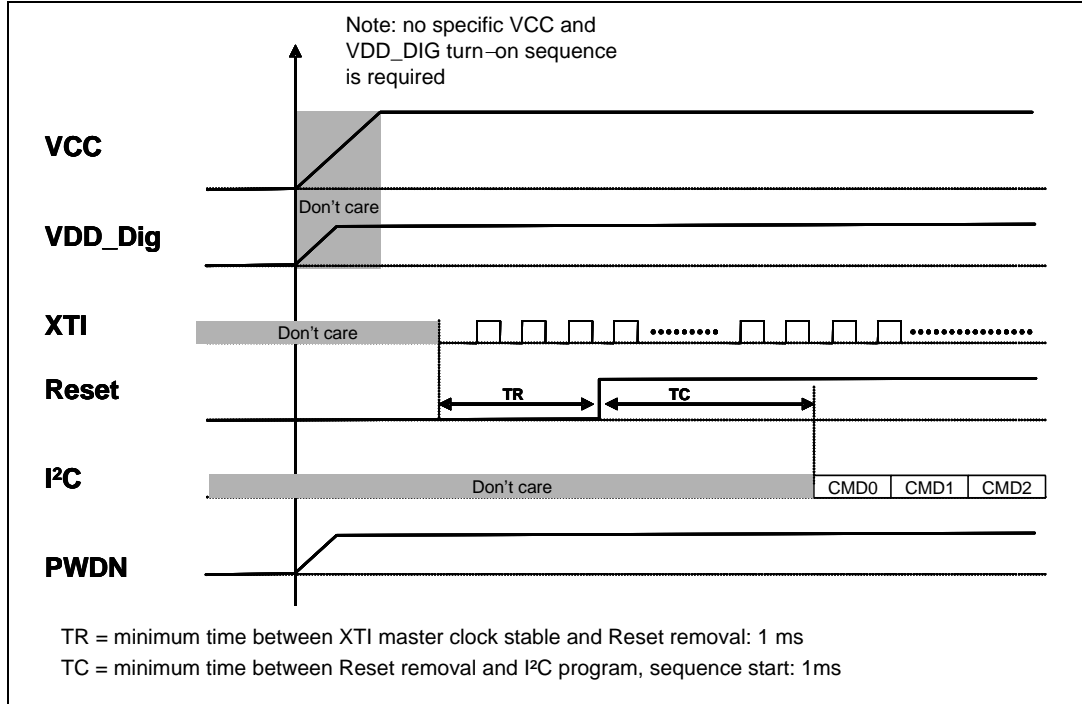 Note: no specific VCC and
VDD_DIG turn–on sequence
is required
VCC
Don't care
VDD_Dig
XTI
Don't care
Reset
TR
TC
I²C
Don't care
CMD0
CMD1
CMD2
PWDN
TR = minimum time between XTI master clock stable and Reset removal: 1 ms
TC = minimum time between Reset removal and I²C program, sequence start: 1ms